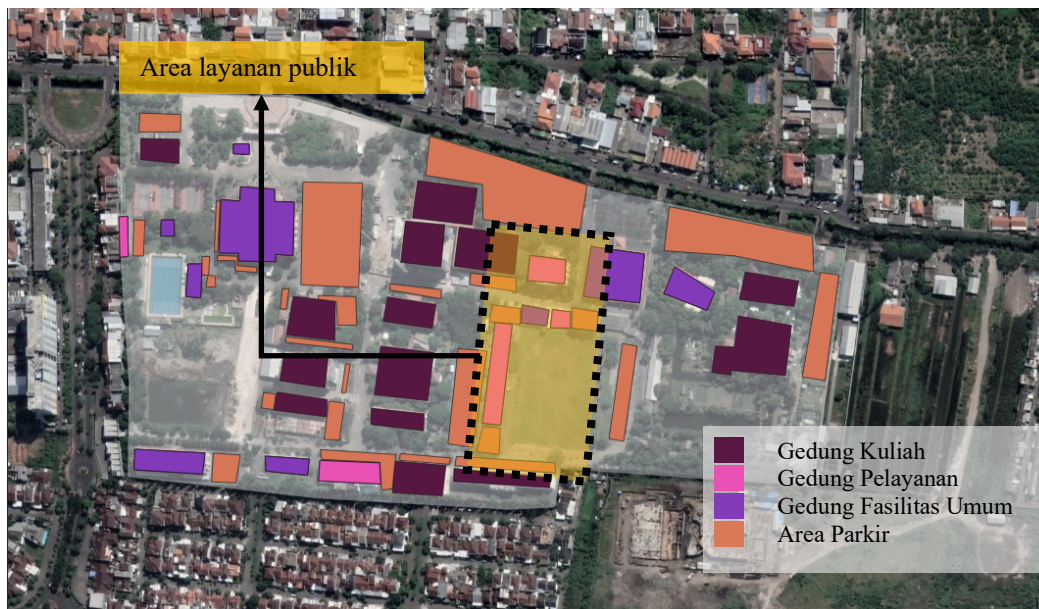 Area layanan publik
Gedung Kuliah
Gedung Pelayanan
Gedung Fasilitas Umum
Area Parkir